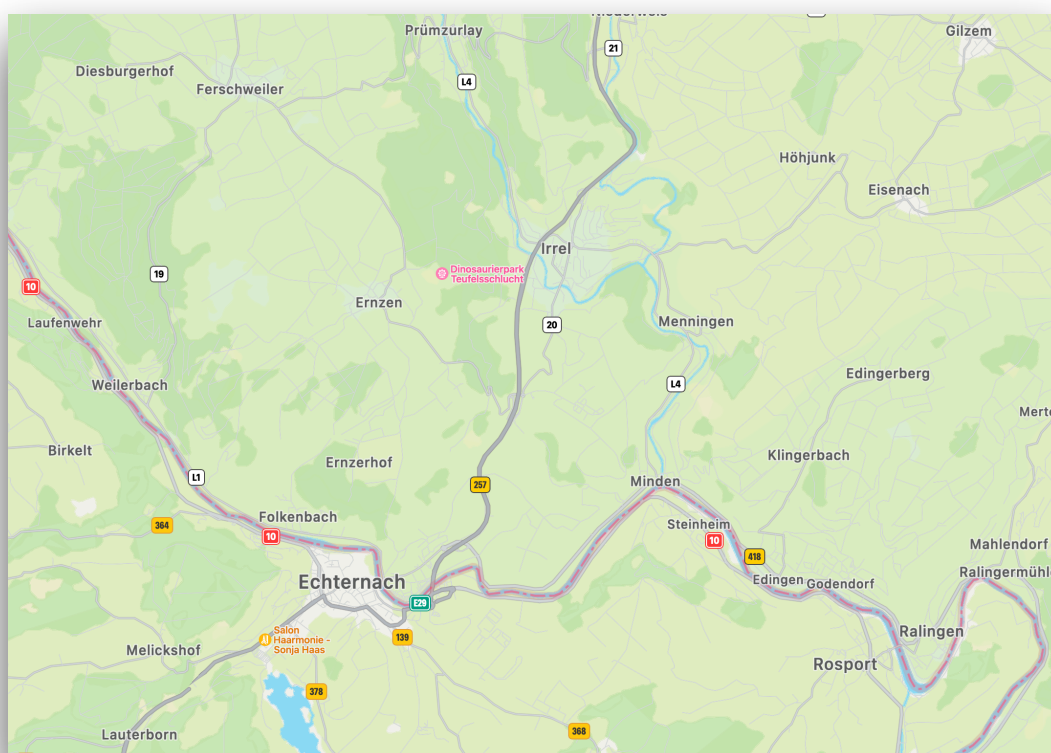 Niederweis
Prümzurlay
Gilzem
21
Diesburgerhof
L4
Ferschweiler
Höhjunk
Eisenach
Irrel
19
Dinosaurierpark
Teufelsschlucht
10
Ernzen
Laufenwehr
20
Menningen
Edingerberg
Weilerbach
L4
Birkelt
Klingerbach
Ernzerhof
L1
257
Minden
Folkenbach
364
Steinheim
10
10
Mahlendorf
418
Echternach
Edingen
Godendorf
Ralingermühle
E29
Salon
Haarmonie -
Sonja Haas
139
Ralingen
Melickshof
Rosport
378
Lauterborn
368